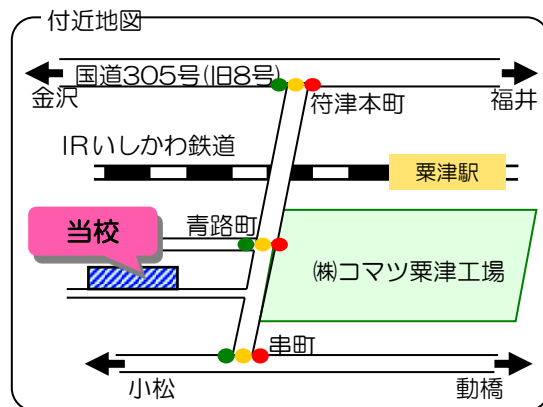 付近地図
国道305号(旧8号)
金沢
福井
符津本町
IRいしかわ鉄道
粟津駅
青路町
当校
㈱コマツ粟津工場
串町
小松
動橋